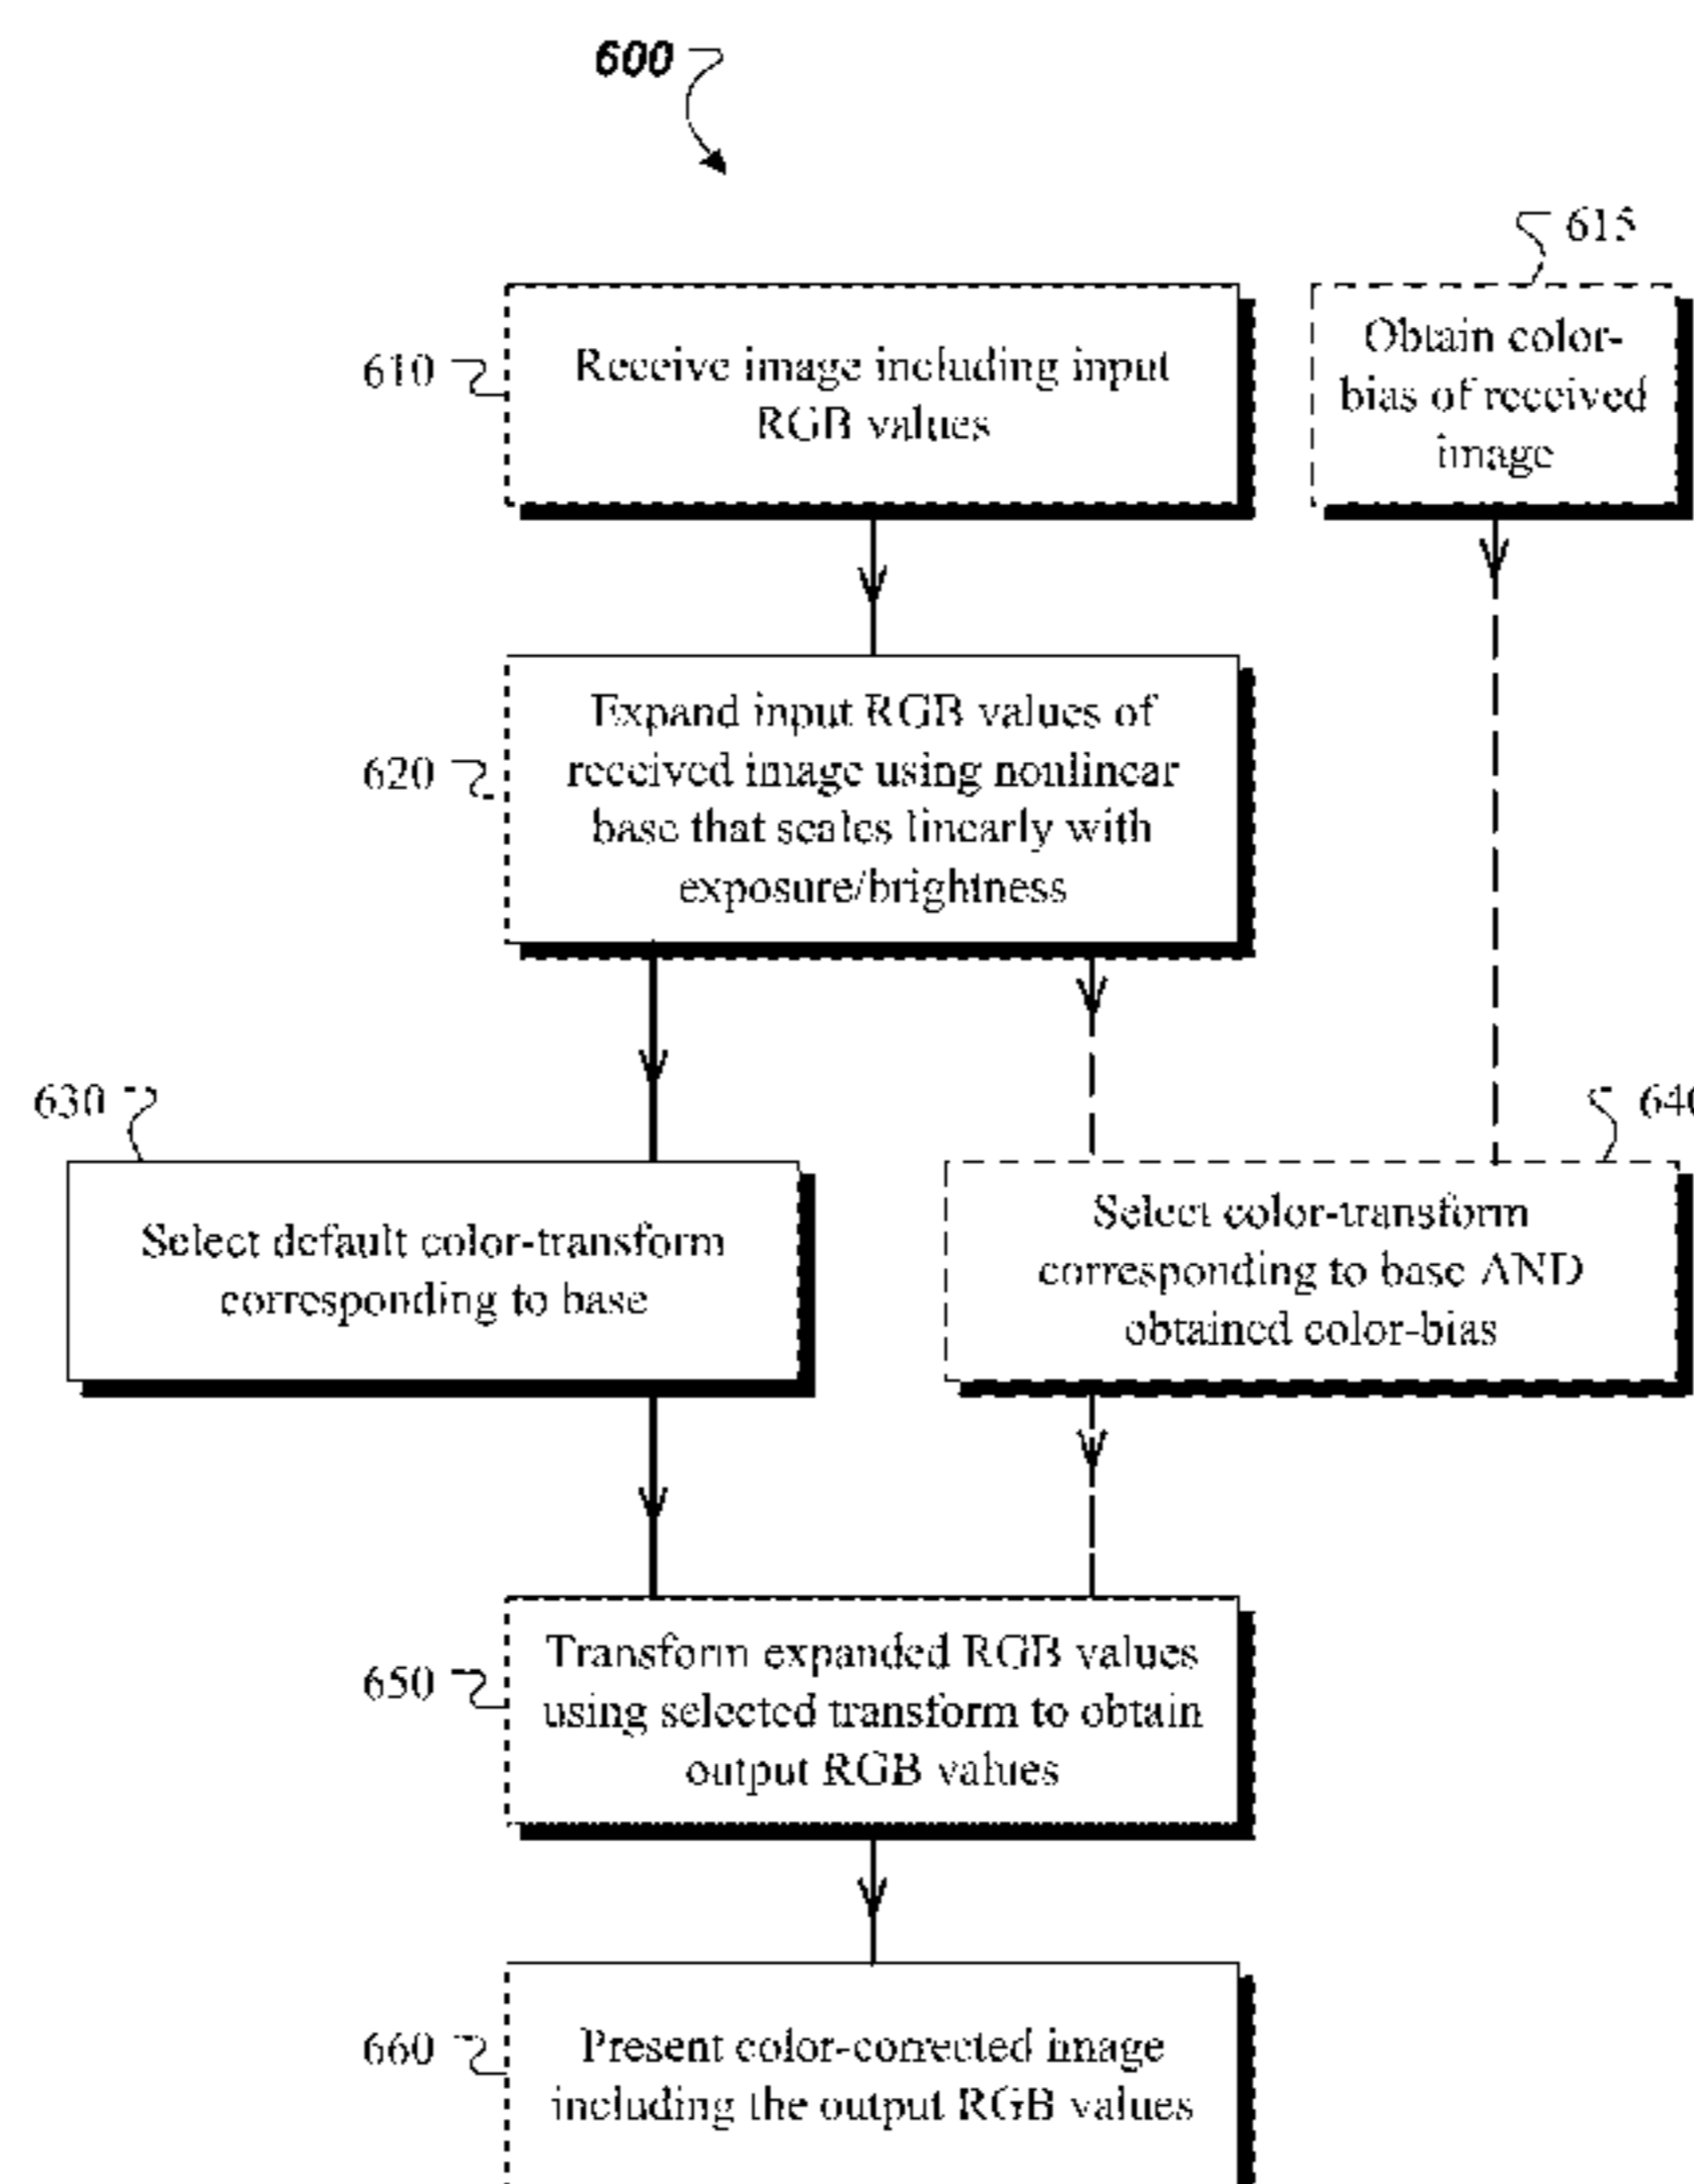 600
615
610
Receive image including input
RGB values
Obtain color-
bias of received
image
620
Expand input RGB values of
received image using nonlinear
base that scales linearly with
exposure/brightness
630
640
Select default color-transform
corresponding to base
Select color-transform
corresponding to base AND
obtained color-bias
650
Transform expanded RGB values
using selected transform to obtain
output RGB values
660
Present color-corrected image
including the output RGB values